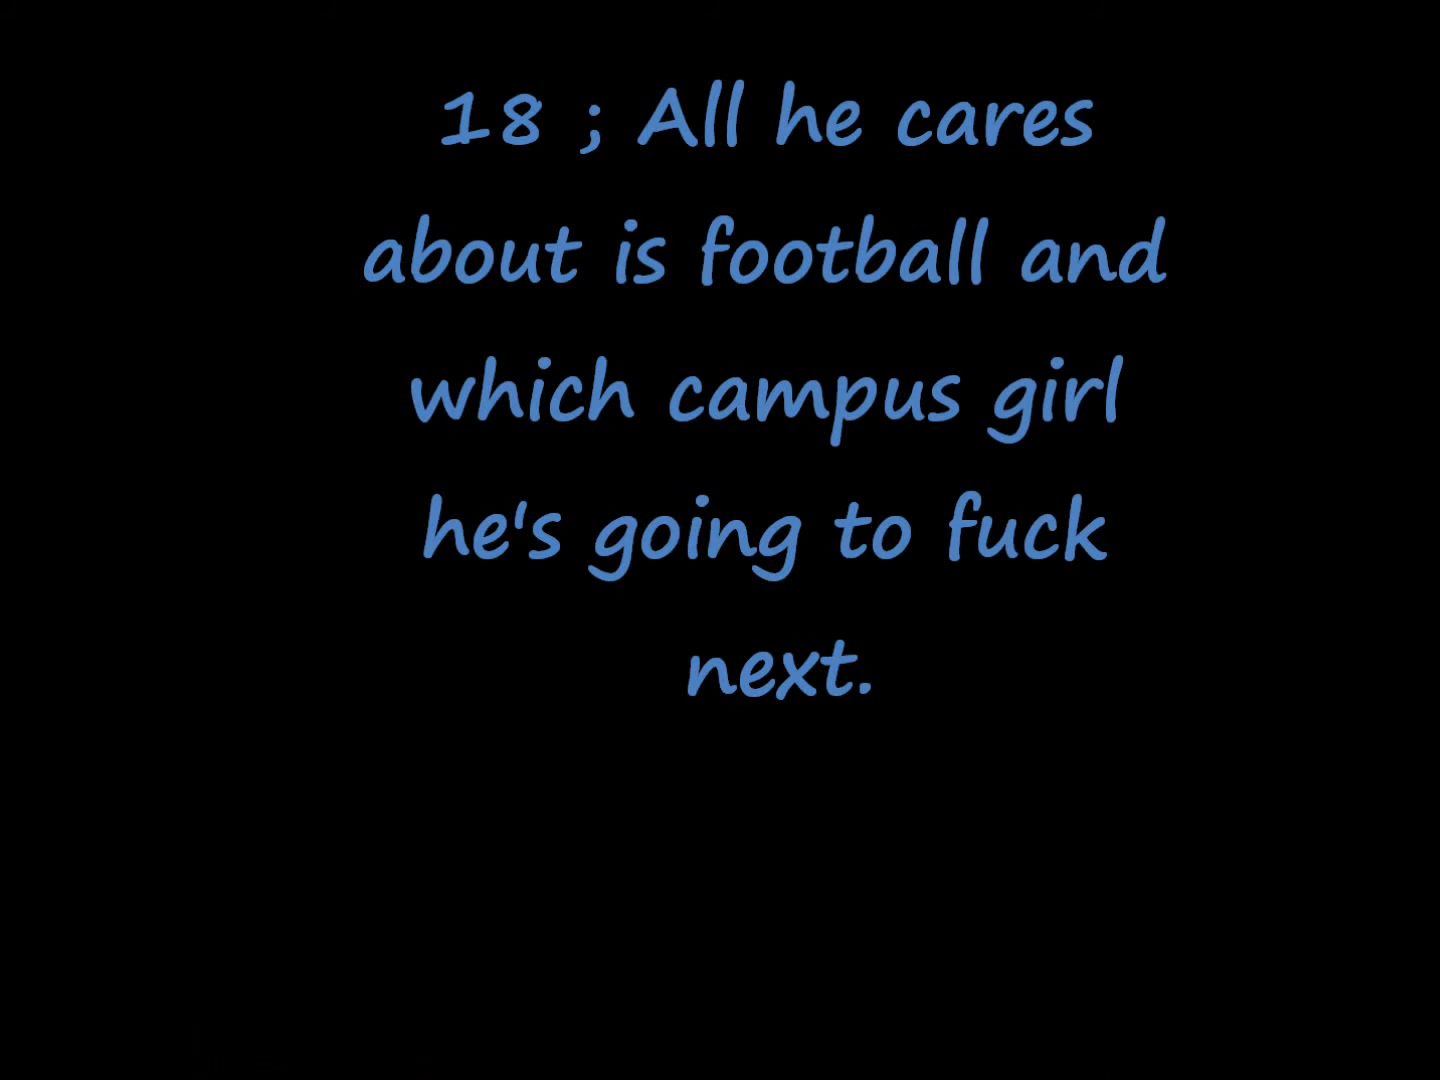 18 ; All he cares
about is football and
which campus girl
he's going to fuck
next.